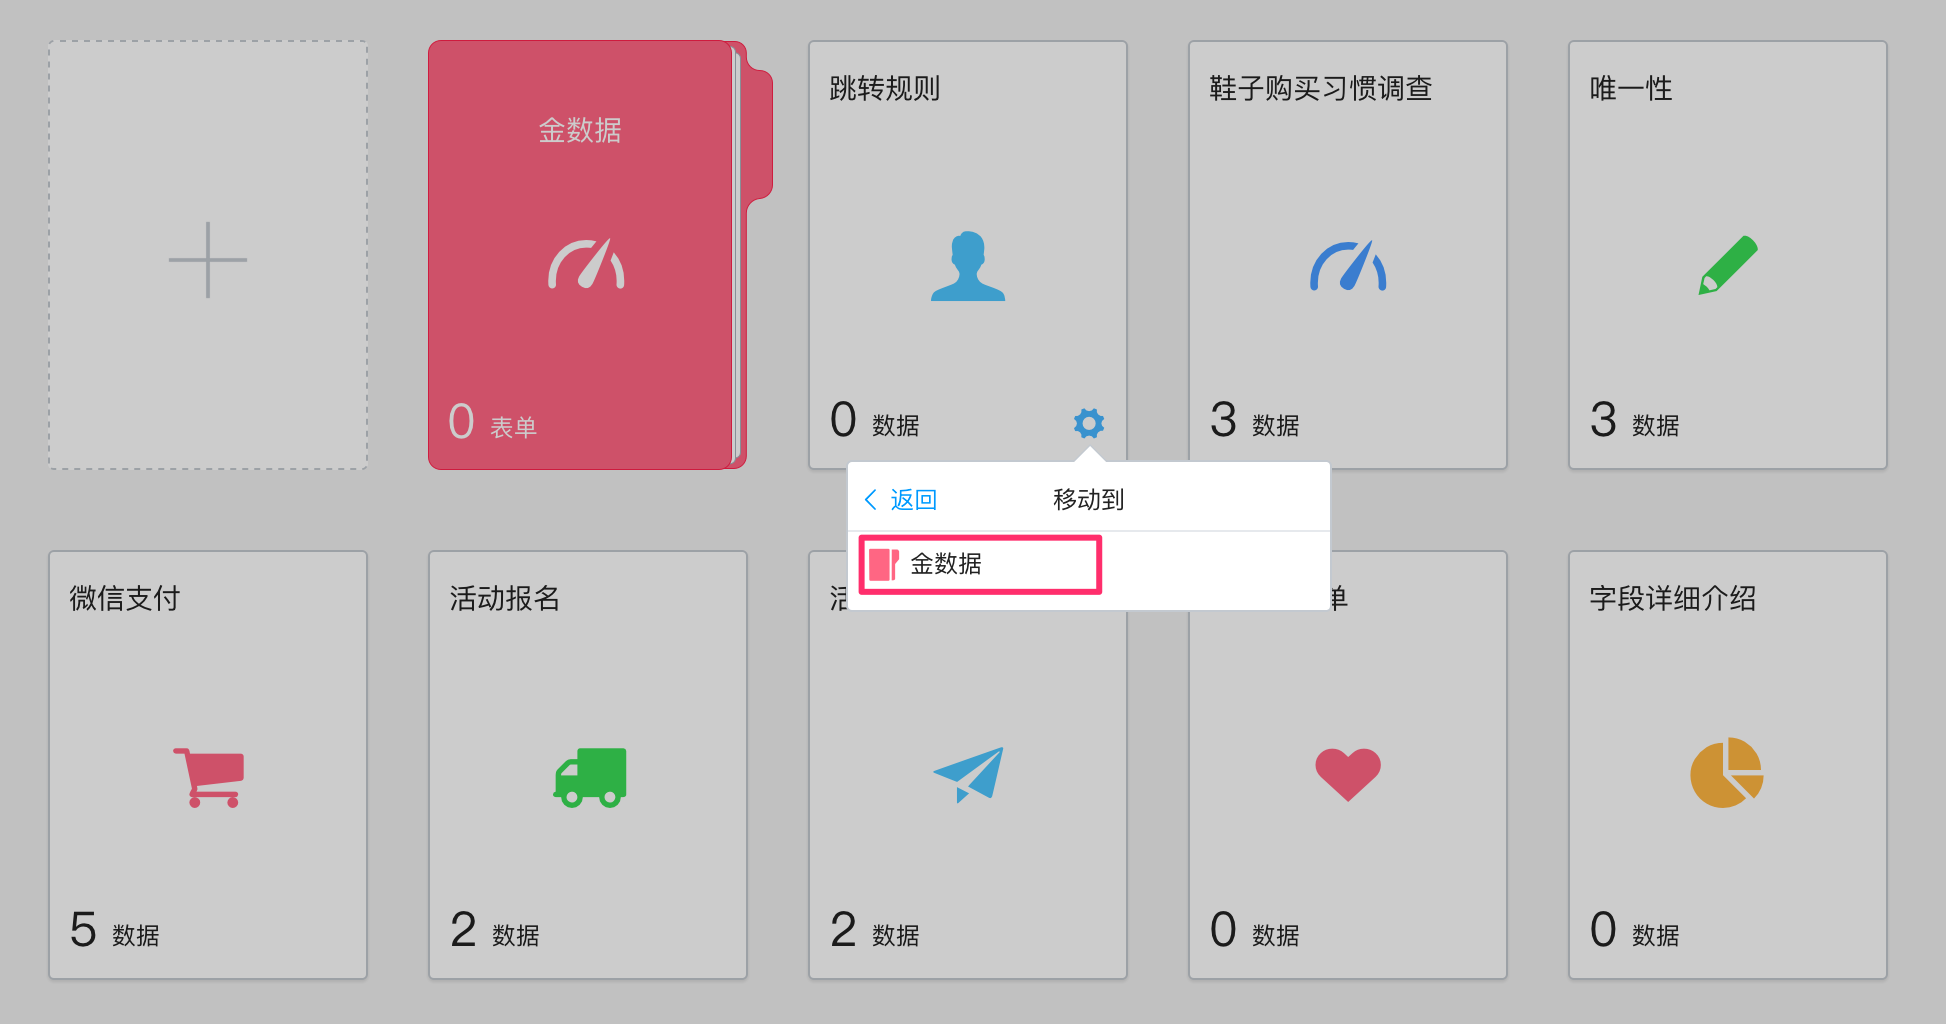 金数据
0 表单
跳转规则
0 数据
鞋子购买习惯调查
3 数据
唯一性
3 数据
返回
移动到
金数据
微信支付
5 数据
活动报名
2 数据
2 数据
单
0 数据
字段详细介绍
0 数据